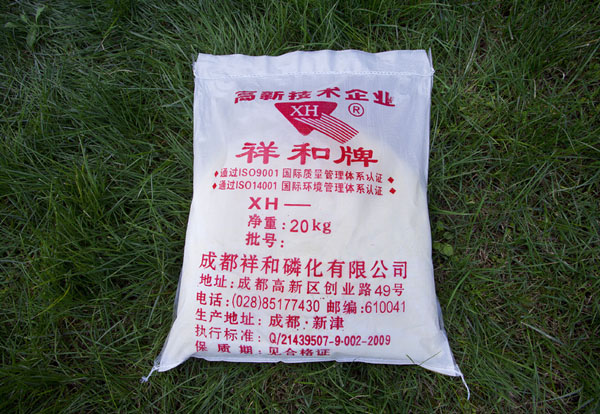 高新技术企业
XH ®
祥和牌
◆通过ISO9001国际质量管理体系认证◆
◆通过ISO14001国际环境管理体系认证◆
XH——
净重:20kg
批号:
成都祥和磷化有限公司
地址:成都高新区创业路49号
电话:(028)85177430 邮编:610041
生产地址:成都·新津
执行标准:Q/21439507-9-002-2009
保质期:见合格证